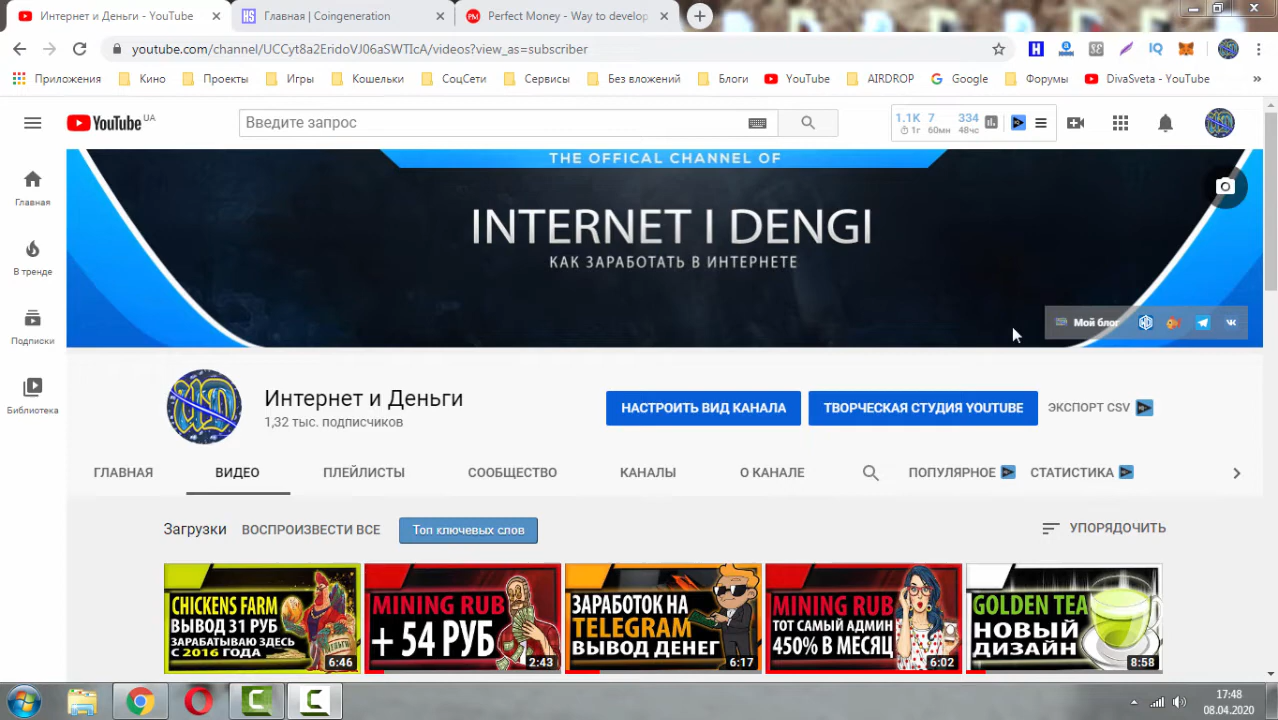 Интернет и Деньги - YouTube
Главная | Coingeneration
Perfect Money - Way to develop
youtube.com/channel/UCCyt8a2EridpVJ06aSWTIcA/videos?view_as=subscriber
Приложения
Кино
Проекты
Игры
Кошельки
СоцСети
Сервисы
Без вложений
Блоги
YouTube
AIRDROP
Google
Форумы
DivaSveta - YouTube
YouTube UA
Введите запрос
1.1K 7 334
1г 60мн 48чс
Главная
В тренде
Подписки
Библиотека
THE OFFICAL CHANNEL OF
INTERNET I DENGI
КАК ЗАРАБОТАТЬ В ИНТЕРНЕТЕ
Мой блог
Интернет и Деньги
1,32 тыс. подписчиков
НАСТРОИТЬ ВИД КАНАЛА
ТВОРЧЕСКАЯ СТУДИЯ YOUTUBE
ЭКСПОРТ CSV
ГЛАВНАЯ
ВИДЕО
ПЛЕЙЛИСТЫ
СООБЩЕСТВО
КАНАЛЫ
О КАНАЛЕ
ПОПУЛЯРНОЕ
СТАТИСТИКА
Загрузки
ВОСПРОИЗВЕСТИ ВСЕ
Топ ключевых слов
УПОРЯДОЧИТЬ
CHICKENS FARM
ВЫВОД 31 РУБ
ЗАРАБАТЫВАЮ ЗДЕСЬ
С 2016 ГОДА
6:46
MINING RUB
+ 54 РУБ
2:43
ЗАРАБОТОК НА
TELEGRAM
ВЫВОД ДЕНЕГ
6:17
MINING RUB
ТОТ САМЫЙ АДМИН
450% В МЕСЯЦ
6:02
GOLDEN TEA
НОВЫЙ
ДИЗАЙН
8:58
17:48
08.04.2020